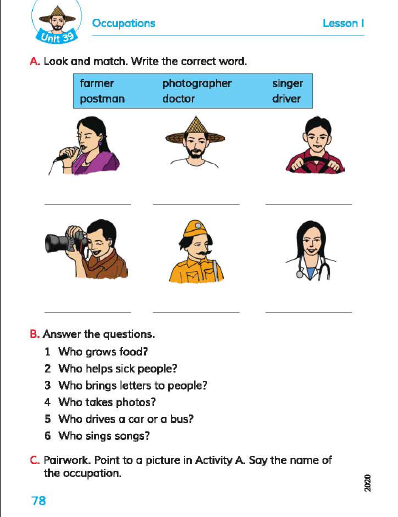 Unit 39
Occupations
Lesson 1
A. Look and match. Write the correct word.
farmer photographer singer
postman doctor driver
B. Answer the questions.
1 Who grows food?
2 Who helps sick people?
3 Who brings letters to people?
4 Who takes photos?
5 Who drives a car or a bus?
6 Who sings songs?
C. Pairwork. Point to a picture in Activity A. Say the name of
the occupation.
2020
78